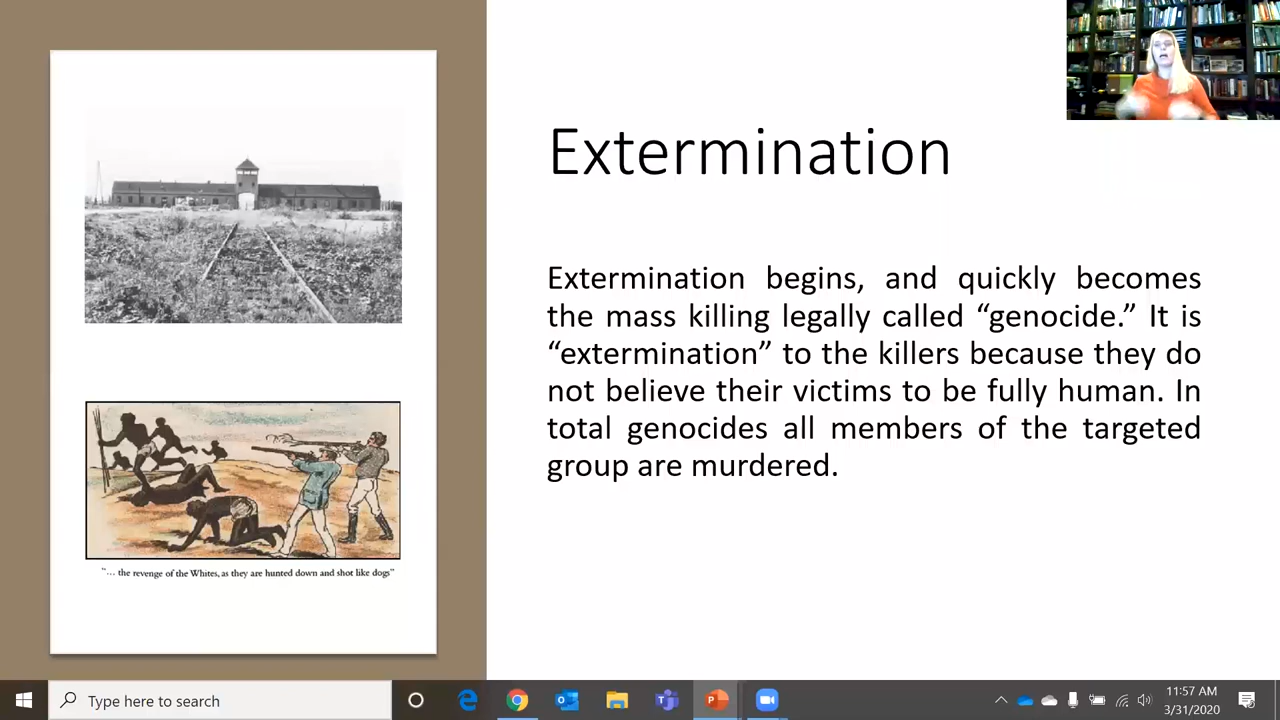 Extermination
Extermination begins, and quickly becomes
the mass killing legally called “genocide.” It is
“extermination” to the killers because they do
not believe their victims to be fully human. In
total genocides all members of the targeted
group are murdered.
“... the revenge of the Whites, as they are hunted down and shot like dogs”
Type here to search
11:57 AM
3/31/2020